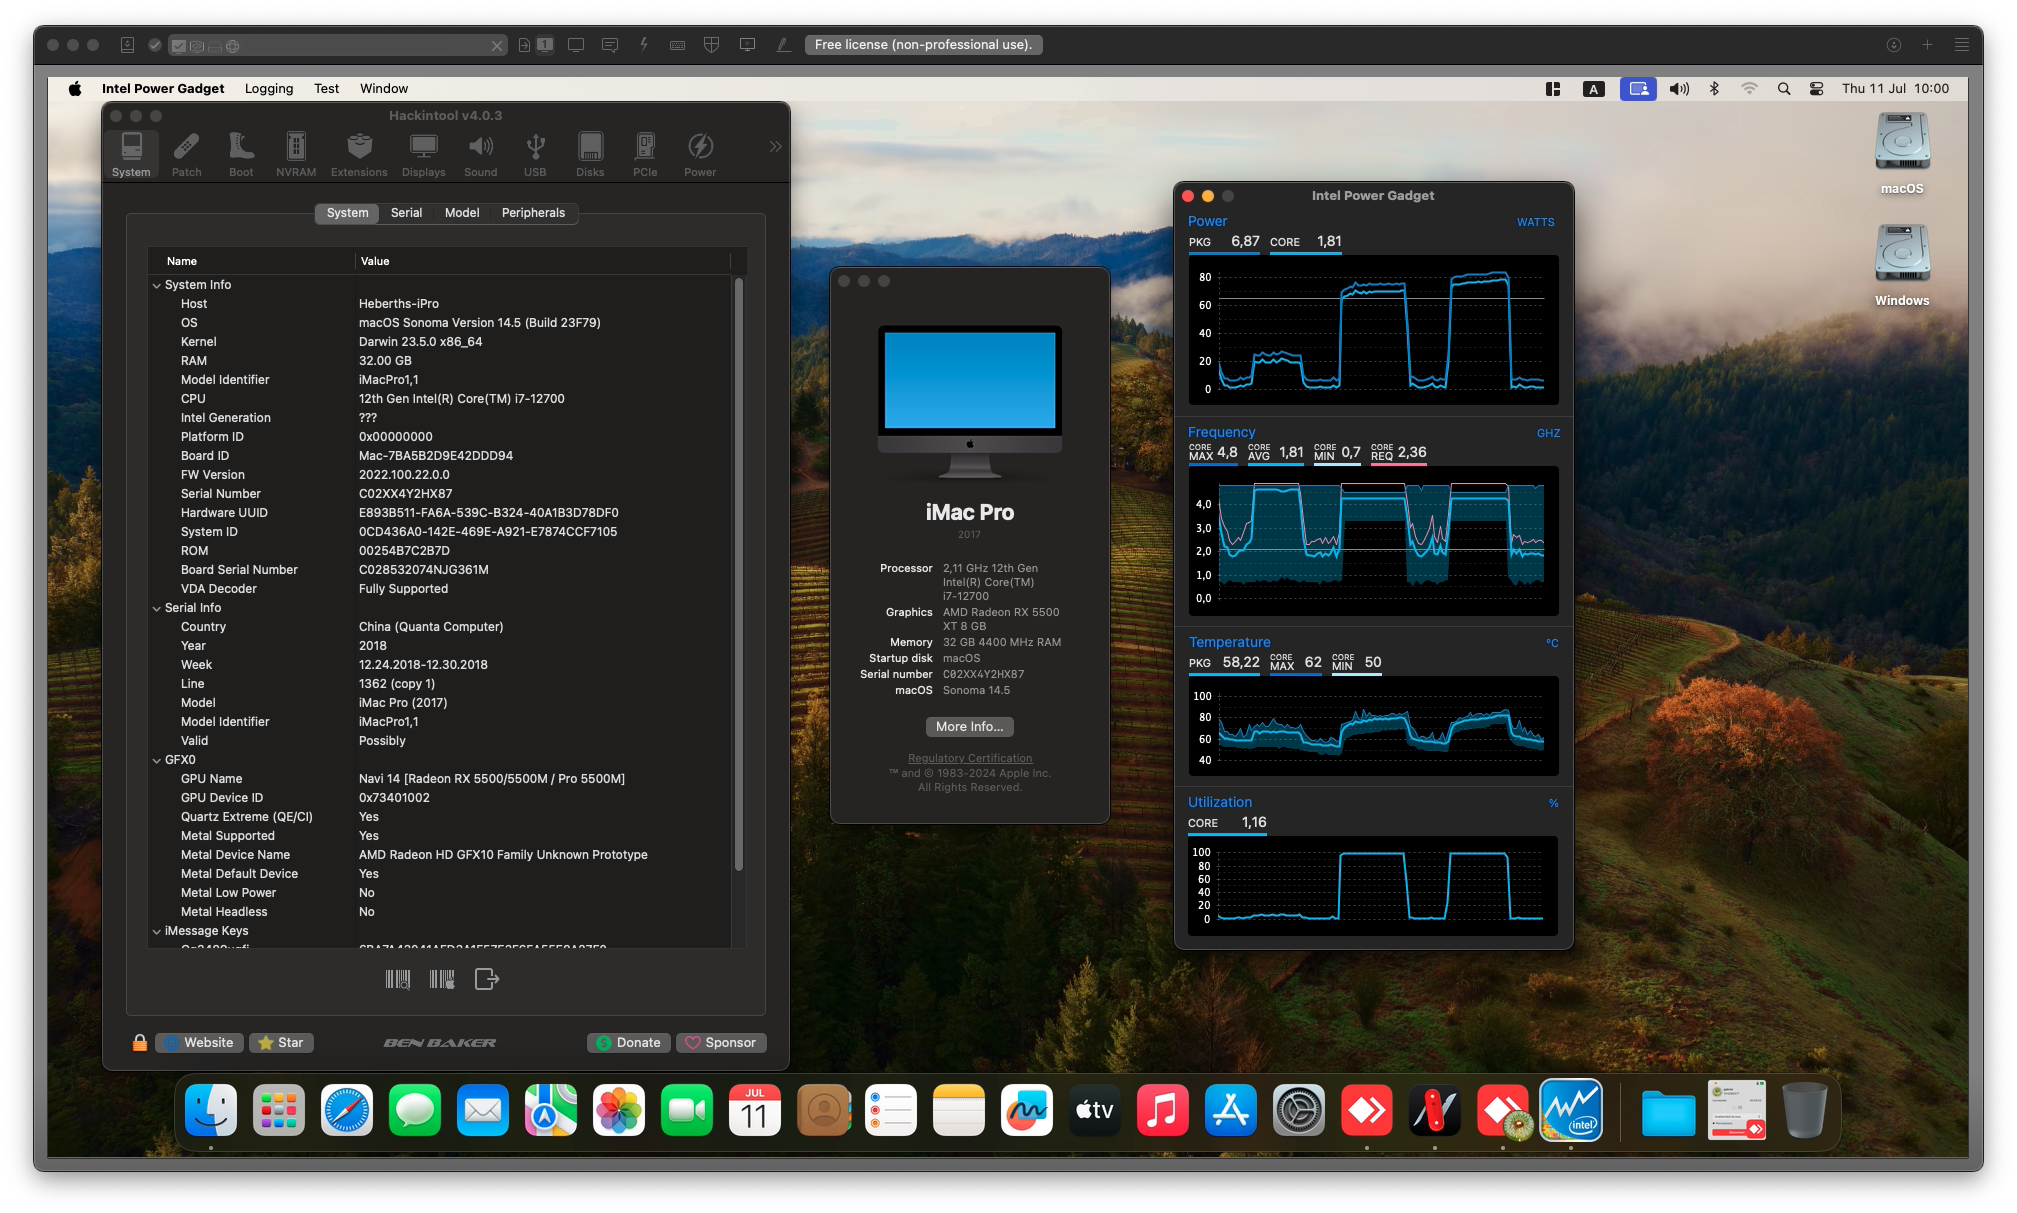 Free license (non-professional use).
1
Intel Power Gadget Logging Test Window
A
Thu 11 Jul 10:00
Hackintool v4.0.3
System Patch Boot NVRAM Extensions Displays Sound USB Disks PCIe Power
System Serial Model Peripherals
Name Value
System Info
Host Heberths-iPro
OS macOS Sonoma Version 14.5 (Build 23F79)
Kernel Darwin 23.5.0 x86_64
RAM 32.00 GB
Model Identifier iMacPro1,1
CPU 12th Gen Intel(R) Core(TM) i7-12700
Intel Generation ???
Platform ID 0x00000000
Board ID Mac-7BA5B2D9E42DDD94
FW Version 2022.100.22.0.0
Serial Number C02XX4Y2HX87
Hardware UUID E893B511-FA6A-539C-B324-40A1B3D78DF0
System ID 0CD436A0-142E-469E-A921-E7874CCF7105
ROM 00254B7C2B7D
Board Serial Number C028532074NJG361M
VDA Decoder Fully Supported
Serial Info
Country China (Quanta Computer)
Year 2018
Week 12.24.2018-12.30.2018
Line 1362 (copy 1)
Model iMac Pro (2017)
Model Identifier iMacPro1,1
Valid Possibly
GFX0
GPU Name Navi 14 [Radeon RX 5500/5500M / Pro 5500M]
GPU Device ID 0x73401002
Quartz Extreme (QE/CI) Yes
Metal Supported Yes
Metal Device Name AMD Radeon HD GFX10 Family Unknown Prototype
Metal Default Device Yes
Metal Low Power No
Metal Headless No
iMessage Keys
Website Star BEN BAKER Donate Sponsor
iMac Pro
2017
Processor 2,11 GHz 12th Gen
Intel(R) Core(TM)
i7-12700
Graphics AMD Radeon RX 5500
XT 8 GB
Memory 32 GB 4400 MHz RAM
Startup disk macOS
Serial number C02XX4Y2HX87
macOS Sonoma 14.5
More Info...
Regulatory Certification
™ and © 1983-2024 Apple Inc.
All Rights Reserved.
Intel Power Gadget
Power WATTS
PKG 6,87 CORE 1,81
80
60
40
20
0
Frequency GHZ
CORE MAX 4,8 CORE AVG 1,81 CORE MIN 0,7 CORE REQ 2,36
4,0
3,0
2,0
1,0
0,0
Temperature °C
PKG 58,22 CORE MAX 62 CORE MIN 50
100
80
60
40
Utilization %
CORE 1,16
100
80
60
40
20
0
macOS
Windows
JUL
11
tv
intel